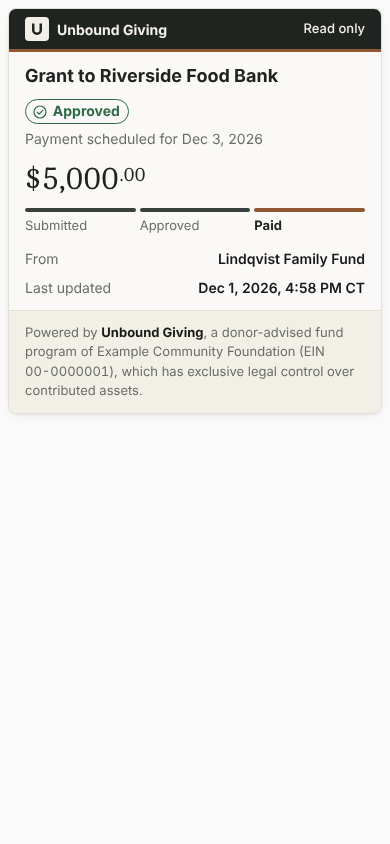 U Unbound Giving Read only
Grant to Riverside Food Bank
Approved
Payment scheduled for Dec 3, 2026
$5,000.00
Submitted Approved Paid
From Lindqvist Family Fund
Last updated Dec 1, 2026, 4:58 PM CT
Powered by Unbound Giving, a donor-advised fund
program of Example Community Foundation (EIN
00-0000001), which has exclusive legal control over
contributed assets.